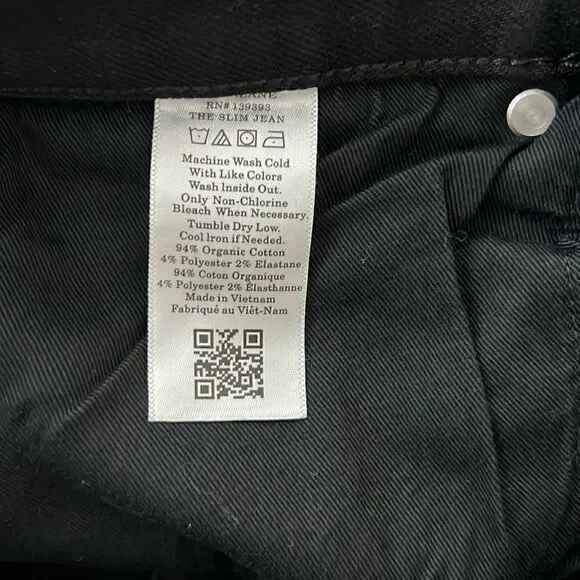 RN# 139393
THE SLIM JEAN
Machine Wash Cold
With Like Colors
Wash Inside Out.
Only Non-Chlorine
Bleach When Necessary.
Tumble Dry Low.
Cool Iron if Needed.
94% Organic Cotton
4% Polyester 2% Elastane
94% Coton Organique
4% Polyester 2% Élasthanne
Made in Vietnam
Fabriqué au Viêt-Nam